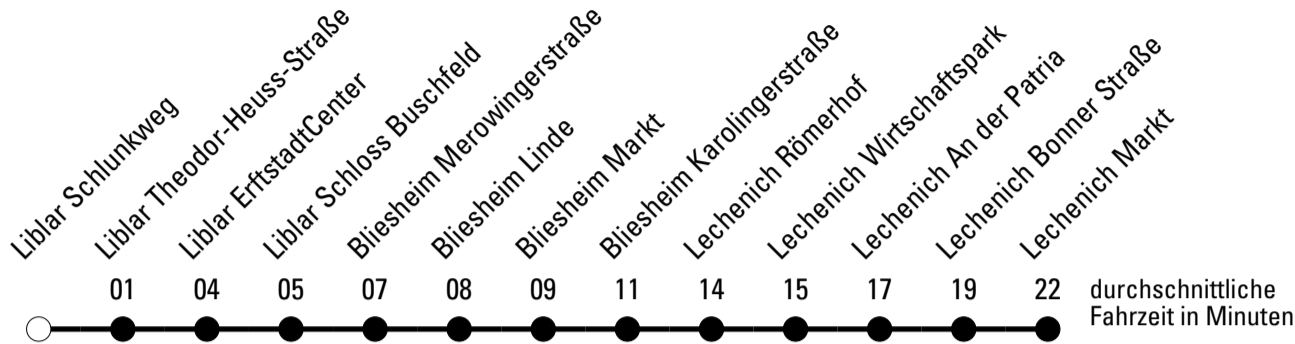 Liblar Schlunkweg
Liblar Theodor-Heuss-Straße
Liblar ErftstadtCenter
Liblar Schloss Buschfeld
Bliesheim Merowingerstraße
Bliesheim Linde
Bliesheim Markt
Bliesheim Karolingerstraße
Lechenich Römerhof
Lechenich Wirtschaftspark
Lechenich An der Patria
Lechenich Bonner Straße
Lechenich Markt
01 04 05 07 08 09 11 14 15 17 19 22
durchschnittliche
Fahrzeit in Minuten